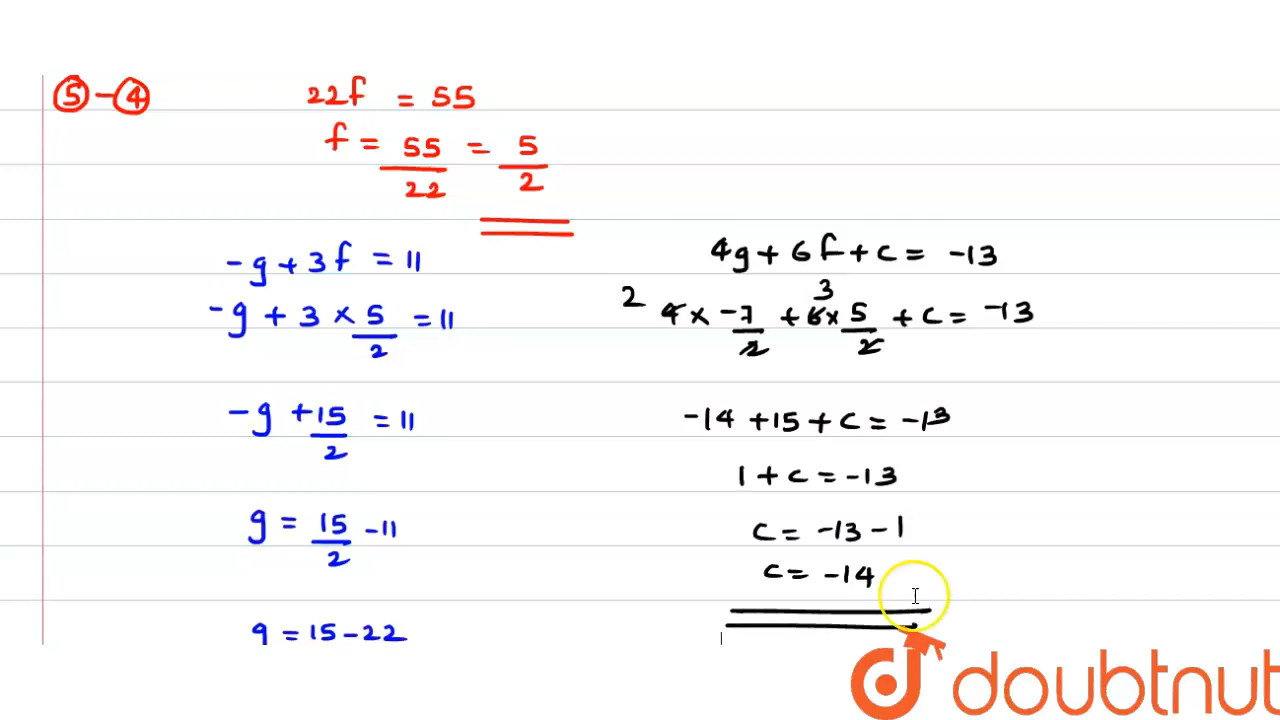 ⑤ - ④ 22f = 55
f = 55/22 = 5/2
-g + 3f = 11
-g + 3 × 5/2 = 11
-g + 15/2 = 11
g = 15/2 - 11
g = 15 - 22
4g + 6f + c = -13
2 4 × -7/2 + 3 6 × 5/2 + c = -13
-14 + 15 + c = -13
1 + c = -13
c = -13 - 1
c = -14
doubtnut